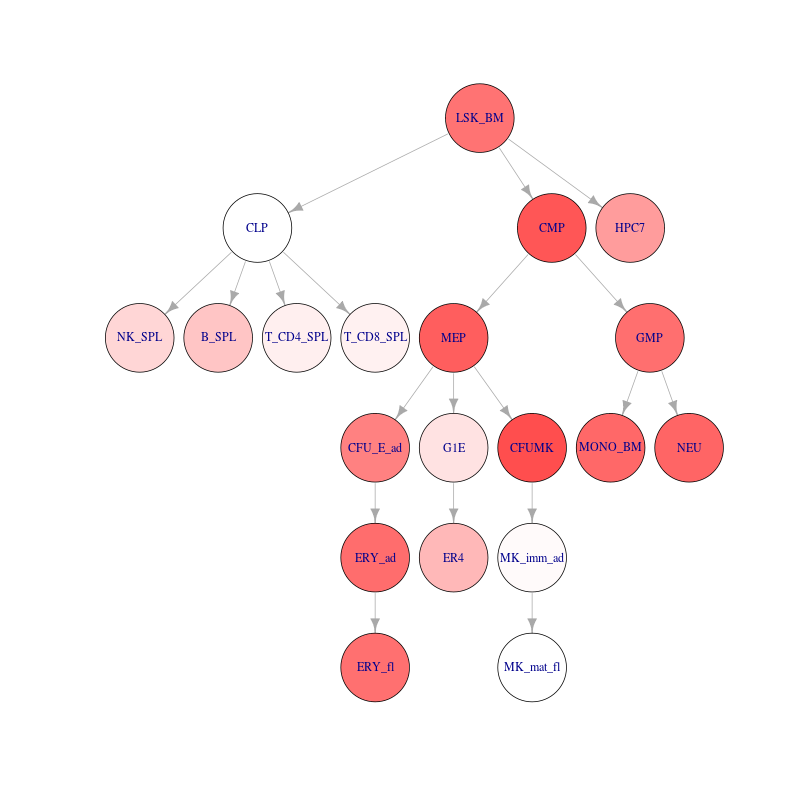 LSK_BM
CLP
CMP
HPC7
NK_SPL
B_SPL
T_CD4_SPL
T_CD8_SPL
MEP
GMP
CFU_E_ad
G1E
CFUMK
MONO_BM
NEU
ERY_ad
ER4
MK_imm_ad
ERY_fl
MK_mat_fl